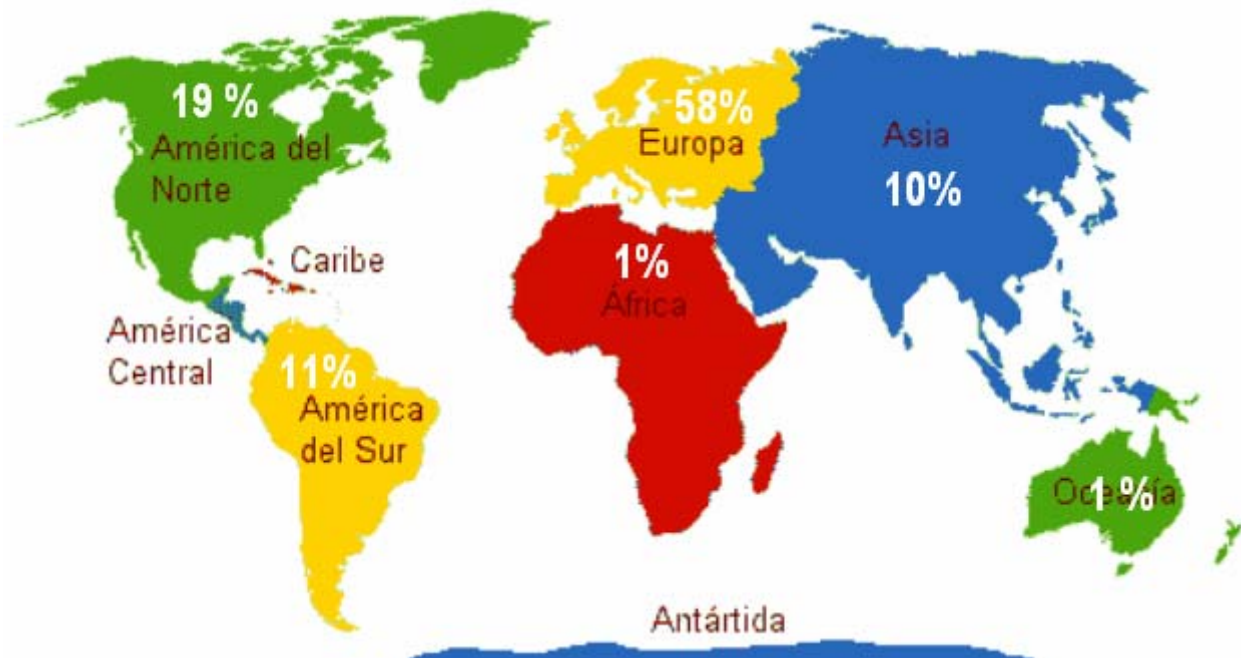 19 %
América del
Norte
Caribe
América
Central
11%
América
del Sur
58%
Europa
1%
África
Asia
10%
Oceanía
1 %
Antártida